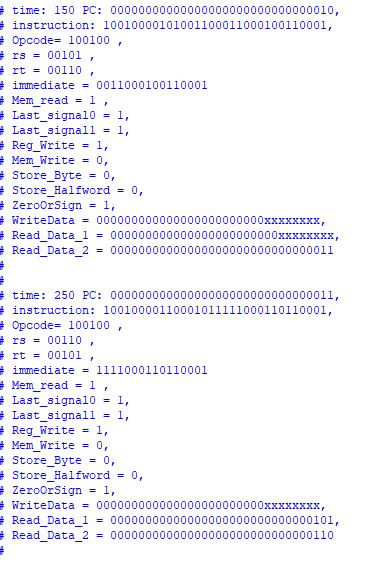 # time: 150 PC: 00000000000000000000000000000010,
# instruction: 10010000101001100011000100110001,
# Opcode= 100100 ,
# rs = 00101 ,
# rt = 00110 ,
# immediate = 0011000100110001
# Mem_read = 1 ,
# Last_signal0 = 1,
# Last_signal1 = 1,
# Reg_Write = 1,
# Mem_Write = 0,
# Store_Byte = 0,
# Store_Halfword = 0,
# ZeroOrSign = 1,
# WriteData = 000000000000000000000000xxxxxxxx,
# Read_Data_1 = 000000000000000000000000xxxxxxxx,
# Read_Data_2 = 00000000000000000000000000000011
#
#
# time: 250 PC: 00000000000000000000000000000011,
# instruction: 10010000110001011111000110110001,
# Opcode= 100100 ,
# rs = 00110 ,
# rt = 00101 ,
# immediate = 1111000110110001
# Mem_read = 1 ,
# Last_signal0 = 1,
# Last_signal1 = 1,
# Reg_Write = 1,
# Mem_Write = 0,
# Store_Byte = 0,
# Store_Halfword = 0,
# ZeroOrSign = 1,
# WriteData = 000000000000000000000000xxxxxxxx,
# Read_Data_1 = 00000000000000000000000000000101,
# Read_Data_2 = 00000000000000000000000000000110
#